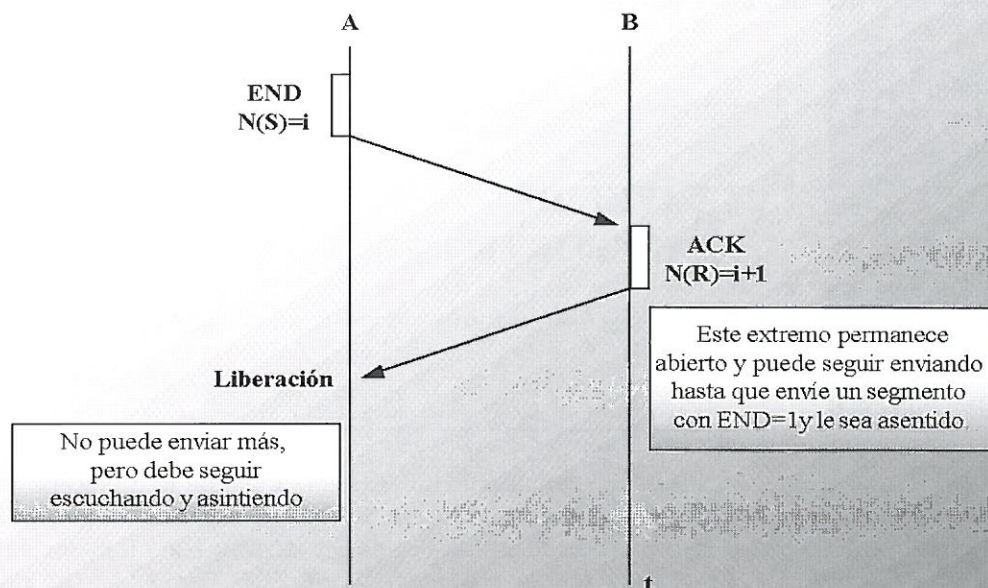 A
B
END
N(S)=i
ACK
N(R)=i+1
Este extremo permanece
abierto y puede seguir enviando
hasta que envíe un segmento
con END=1y le sea asentido.
Liberación
No puede enviar más,
pero debe seguir
escuchando y asintiendo
t